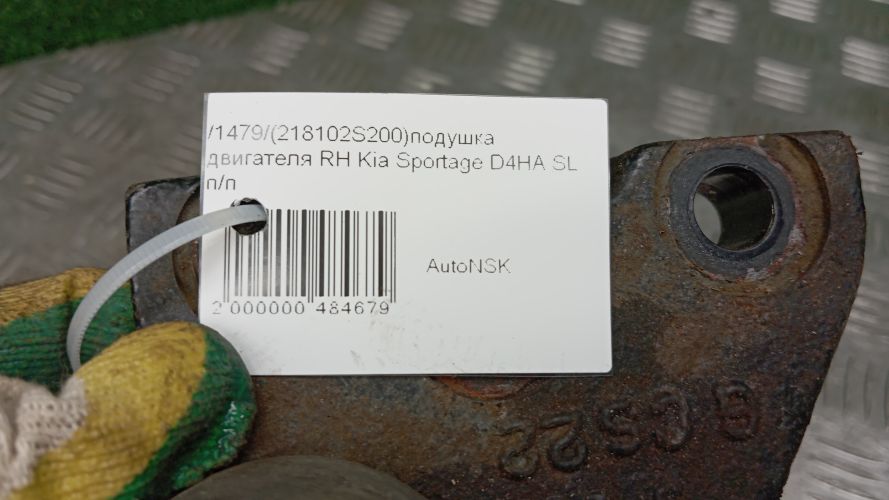 /1479/(218102S200)подушка
двигателя RH Kia Sportage D4HA SL
п/п
AutoNSK
2 000000 484679